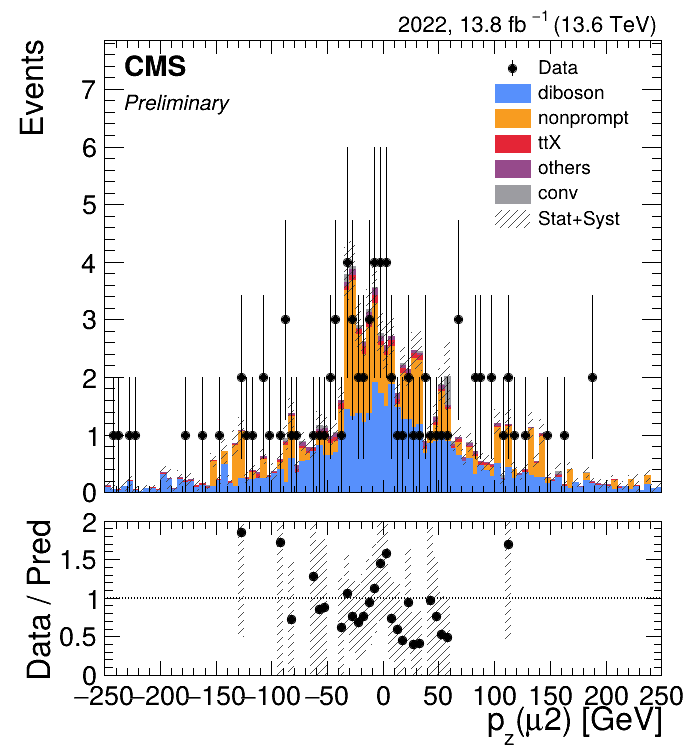 2022, 13.8 fb⁻¹ (13.6 TeV)
CMS
Preliminary
Events
7
6
5
4
3
2
1
0
Data
diboson
nonprompt
ttX
others
conv
Stat+Syst
Data / Pred
2
1.5
1
0.5
0
−250 −200 −150 −100 −50 0 50 100 150 200 250
p_z(μ2) [GeV]